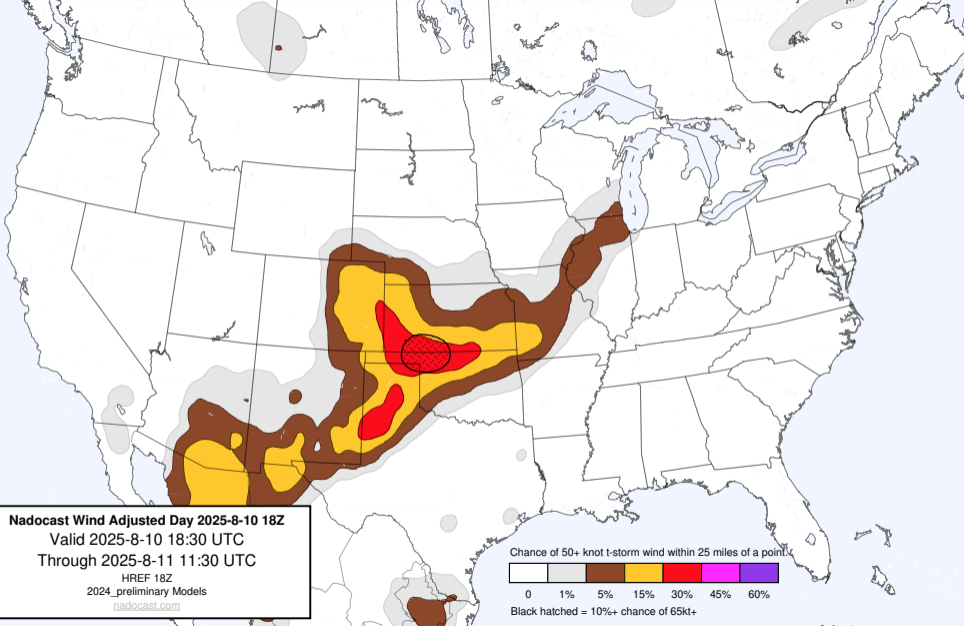 Nadocast Wind Adjusted Day 2025-8-10 18Z
Valid 2025-8-10 18:30 UTC
Through 2025-8-11 11:30 UTC
HREF 18Z
2024_preliminary Models
nadocast.com
Chance of 50+ knot t-storm wind within 25 miles of a point.
0 1% 5% 15% 30% 45% 60%
Black hatched = 10%+ chance of 65kt+